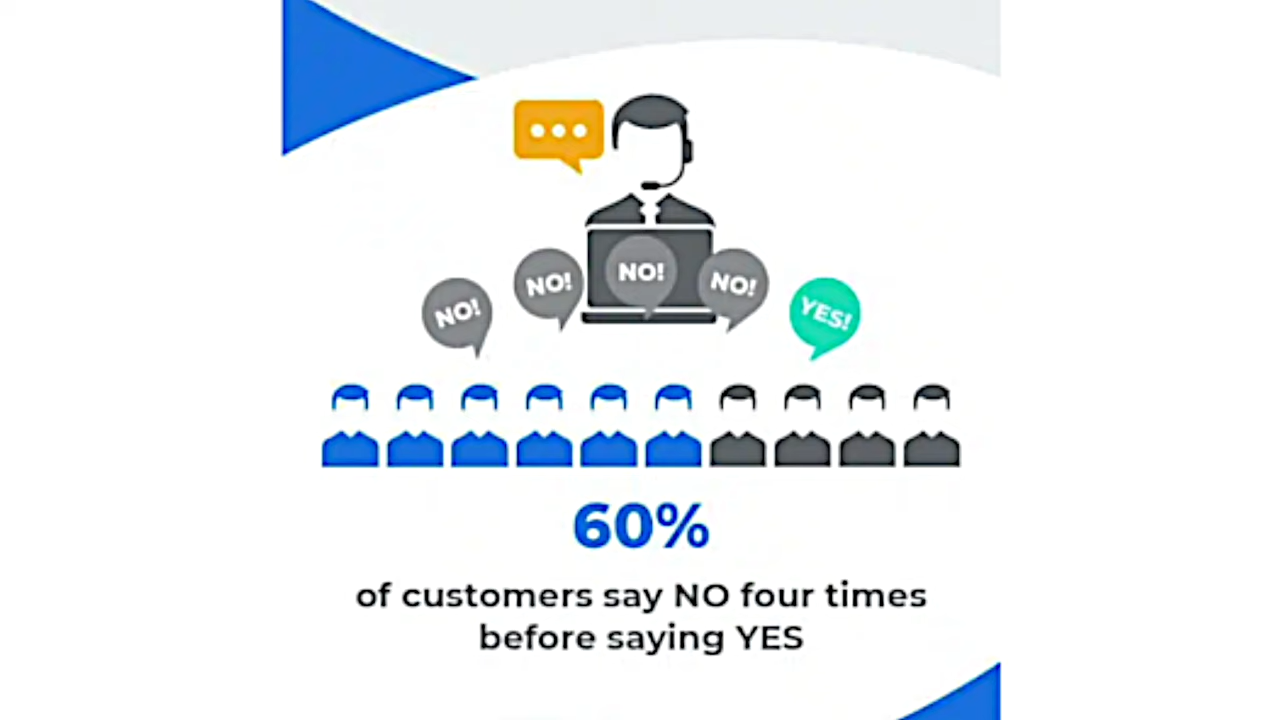 NO!
NO!
NO!
NO!
YES!
60%
of customers say NO four times
before saying YES